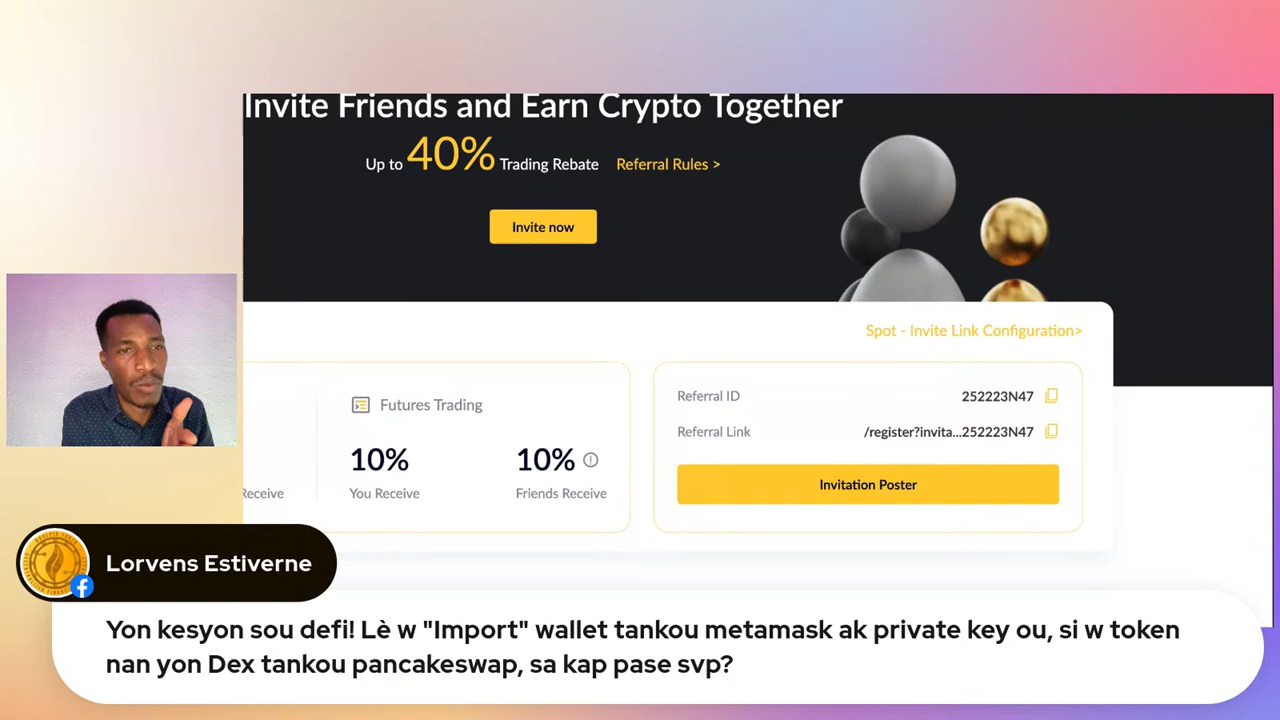 Invite Friends and Earn Crypto Together
Up to 40% Trading Rebate Referral Rules >
Invite now
Spot - Invite Link Configuration>
Futures Trading
10% 10%
eceive You Receive Friends Receive
Referral ID 252223N47
Referral Link /register?invita...252223N47
Invitation Poster
Lorvens Estiverne
Yon kesyon sou defi! Lè w "Import" wallet tankou metamask ak private key ou, si w token
nan yon Dex tankou pancakeswap, sa kap pase svp?